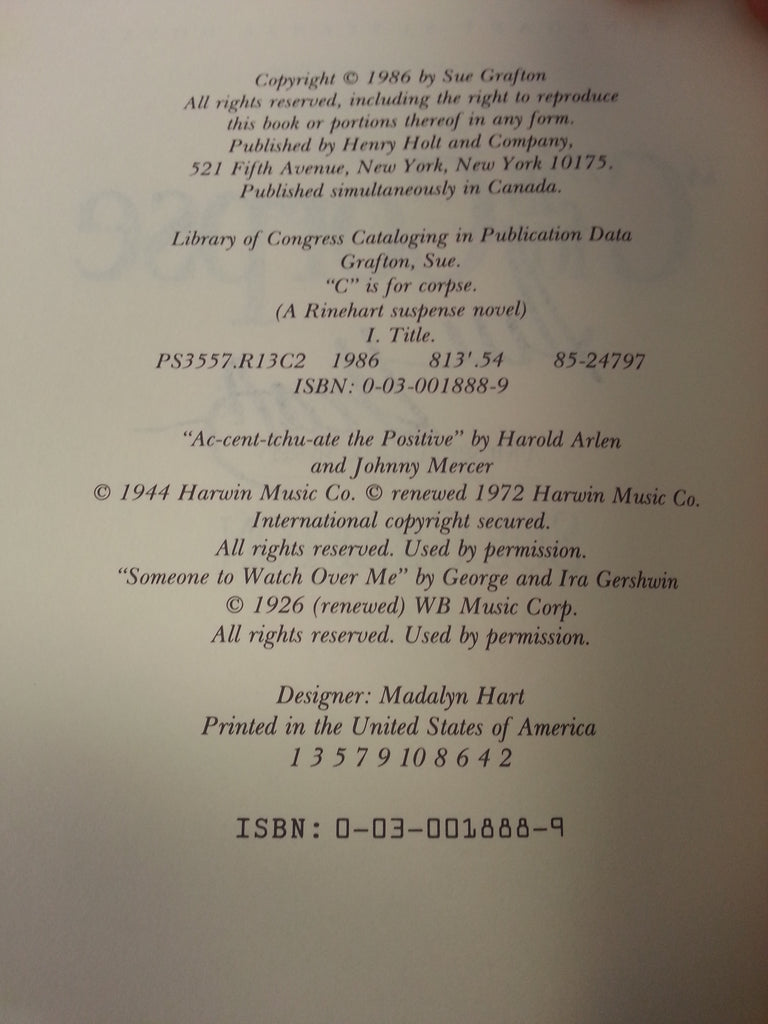 Copyright © 1986 by Sue Grafton
All rights reserved, including the right to reproduce
this book or portions thereof in any form.
Published by Henry Holt and Company,
521 Fifth Avenue, New York, New York 10175.
Published simultaneously in Canada.
Library of Congress Cataloging in Publication Data
Grafton, Sue.
“C” is for corpse.
(A Rinehart suspense novel)
I. Title.
PS3557.R13C2 1986 813'.54 85-24797
ISBN: 0-03-001888-9
“Ac-cent-tchu-ate the Positive” by Harold Arlen
and Johnny Mercer
© 1944 Harwin Music Co. © renewed 1972 Harwin Music Co.
International copyright secured.
All rights reserved. Used by permission.
“Someone to Watch Over Me” by George and Ira Gershwin
© 1926 (renewed) WB Music Corp.
All rights reserved. Used by permission.
Designer: Madalyn Hart
Printed in the United States of America
1 3 5 7 9 10 8 6 4 2
ISBN: 0-03-001888-9